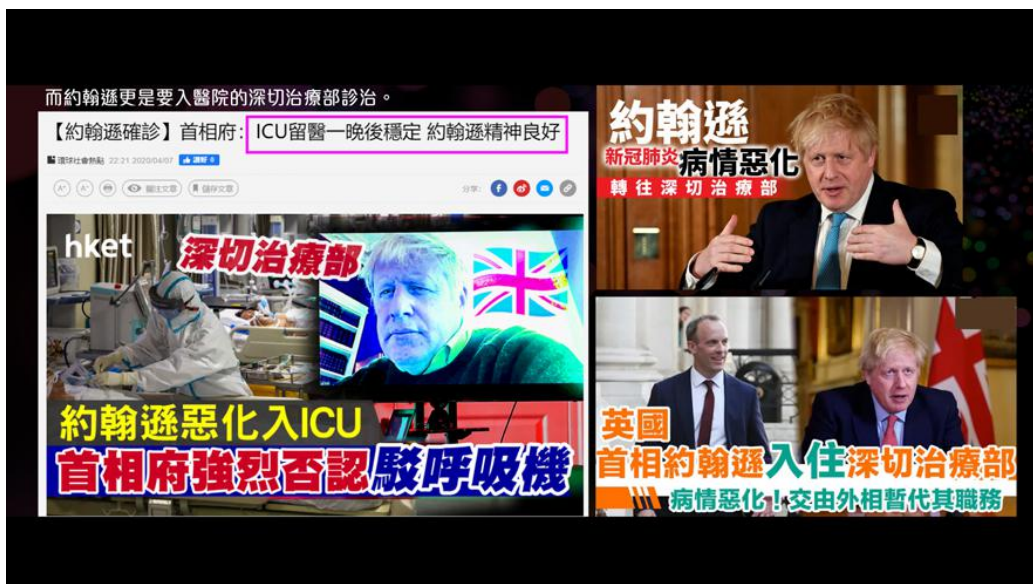 而約翰遜更是要入醫院的深切治療部診治。
【約翰遜確診】首相府：ICU留醫一晚後穩定 約翰遜精神良好
環球社會熱點 22:21 2020/04/07 讚好 0
關注文章 儲存文章 分享:
hket
深切治療部
約翰遜惡化入ICU
首相府強烈否認駁呼吸機
約翰遜
新冠肺炎病情惡化
轉往深切治療部
英國
首相約翰遜入住深切治療部
病情惡化！交由外相暫代其職務